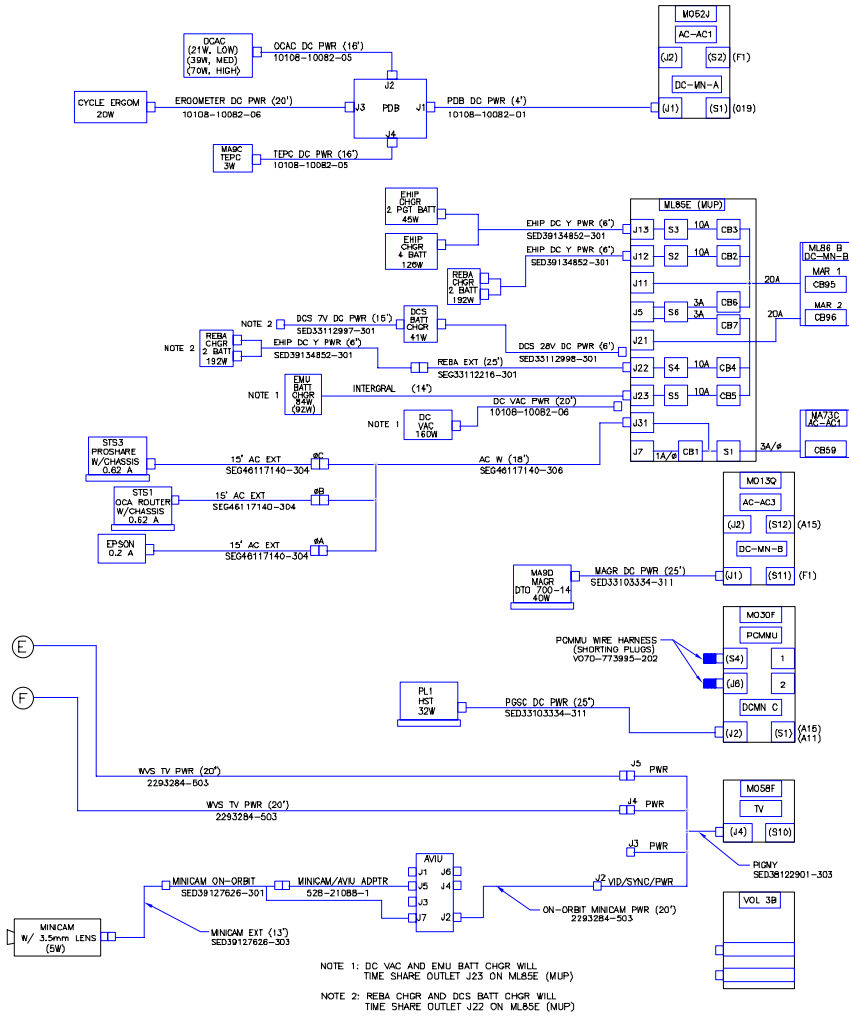 DCAC
(21W, LOW)
(39W, MED)
(70W, HIGH)
OCAC DC PWR (16')
10108-10082-05
J2
CYCLE ERGOM
20W
ERGOMETER DC PWR (20')
10108-10082-06
J3
PDB
J1
PDB DC PWR (4')
10108-10082-01
J4
MA9C
TEPC
3W
TEPC DC PWR (16')
10108-10082-05
M052J
AC-AC1
(J2)
(S2)
(F1)
DC-MN-A
(J1)
(S1)
(019)
EHIP
CHGR
2 PGT BATT
45W
EHIP
CHGR
4 BATT
126W
EHIP DC Y PWR (6')
SED39134852-301
EHIP DC Y PWR (6')
SED39134852-301
REBA
CHGR
2 BATT
192W
ML85E (MUP)
J13
S3
10A
CB3
J12
S2
10A
CB2
J11
20A
J5
S6
3A
3A
CB6
CB7
J21
20A
J22
S4
10A
CB4
J23
S5
10A
CB5
J31
J7
1A/ø
CB1
S1
3A/ø
ML86 B
DC-MN-B
MAR 1
CB95
MAR 2
CB96
MA73C
AC-AC1
CB59
NOTE 2
DCS 7V DC PWR (15')
SED33112997-301
DCS
BATT
CHGR
41W
DCS 28V DC PWR (6')
SED33112998-301
NOTE 2
REBA
CHGR
2 BATT
192W
EHIP DC Y PWR (6')
SED39134852-301
REBA EXT (25')
SEG33112216-301
NOTE 1
EMU
BATT
CHGR
84W
(92W)
INTERGRAL (14")
NOTE 1
DC
VAC
160W
DC VAC PWR (20')
10108-10082-06
STS3
PROSHARE
W/CHASSIS
0.62 A
15' AC EXT
SEG46117140-304
øC
AC W (18')
SEG46117140-306
STS1
OCA ROUTER
W/CHASSIS
0.62 A
15' AC EXT
SEG46117140-304
øB
EPSON
0.2 A
15' AC EXT
SEG46117140-304
øA
M013Q
AC-AC3
(J2)
(S12)
(A15)
DC-MN-B
(J1)
(S11)
(F1)
MA9D
MAGR
DTO 700-14
40W
MAGR DC PWR (25')
SED33103334-311
M030F
PCMMU
(S4)
1
(J6)
2
DCMN C
(J2)
(S1)
(A15)
(A11)
PCMMU WIRE HARNESS
(SHORTING PLUGS)
V070-773995-202
PL1
HST
32W
PGSC DC PWR (25")
SED33103334-311
E
F
WVS TV PWR (20")
2293284-503
J5
PWR
WVS TV PWR (20')
2293284-503
J4
PWR
J3
PWR
M058F
TV
(J4)
(S10)
PIGNY
SED38122901-303
AVIU
J1
J6
J5
J4
J3
J7
J2
MINICAM ON-ORBIT
SED39127626-301
MINICAM/AVIU ADPTR
528-21088-1
J2
VID/SYNC/PWR
ON-ORBIT MINICAM PWR (20')
2293284-503
MINICAM
W/ 3.5mm LENS
(5W)
MINICAM EXT (13')
SED39127626-303
VOL 3B
NOTE 1: DC VAC AND EMU BATT CHGR WILL
TIME SHARE OUTLET J23 ON ML85E (MUP)
NOTE 2: REBA CHGR AND DCS BATT CHGR WILL
TIME SHARE OUTLET J22 ON ML85E (MUP)